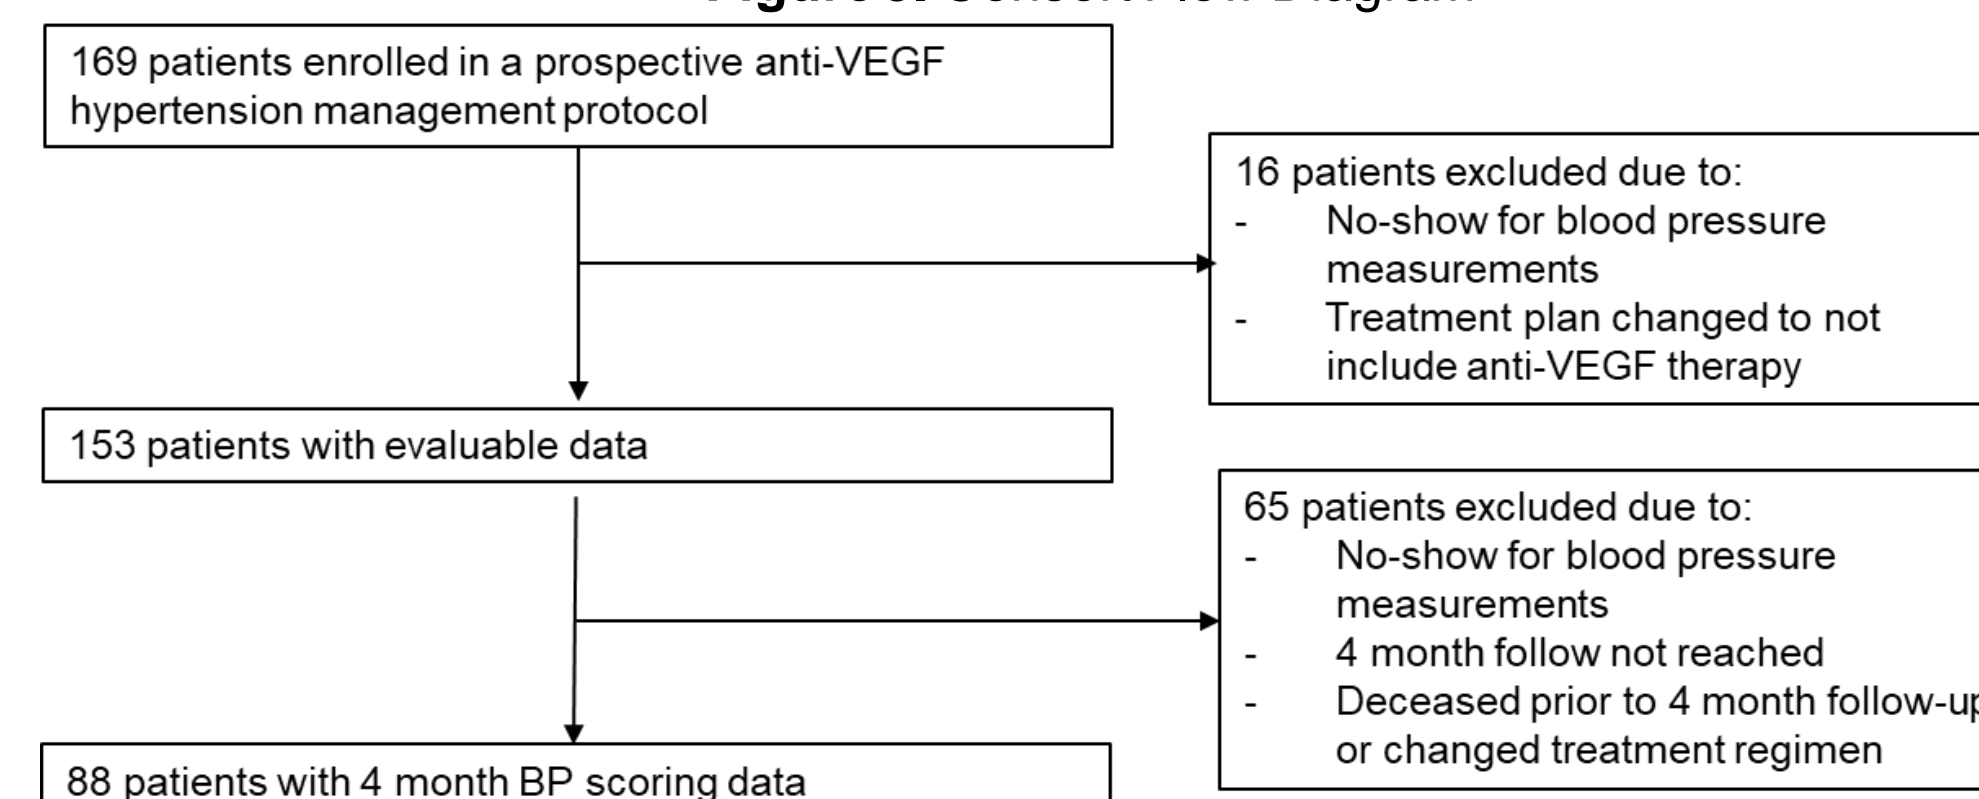 Consort Flow Diagram
169 patients enrolled in a prospective anti-VEGF
hypertension management protocol
16 patients excluded due to:
- No-show for blood pressure
measurements
- Treatment plan changed to not
include anti-VEGF therapy
153 patients with evaluable data
65 patients excluded due to:
- No-show for blood pressure
measurements
- 4 month follow not reached
- Deceased prior to 4 month follow-up
or changed treatment regimen
88 patients with 4 month BP scoring data